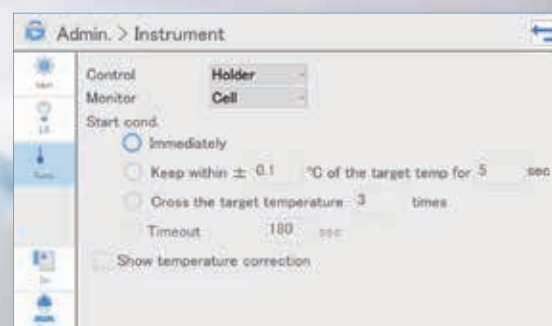 Admin. > Instrument
Control Holder
Monitor Cell
Start cond.
Immediately
Keep within ± 0.1 °C of the target temp for 5 sec
Cross the target temperature 3 times
Timeout 180 sec
Show temperature correction